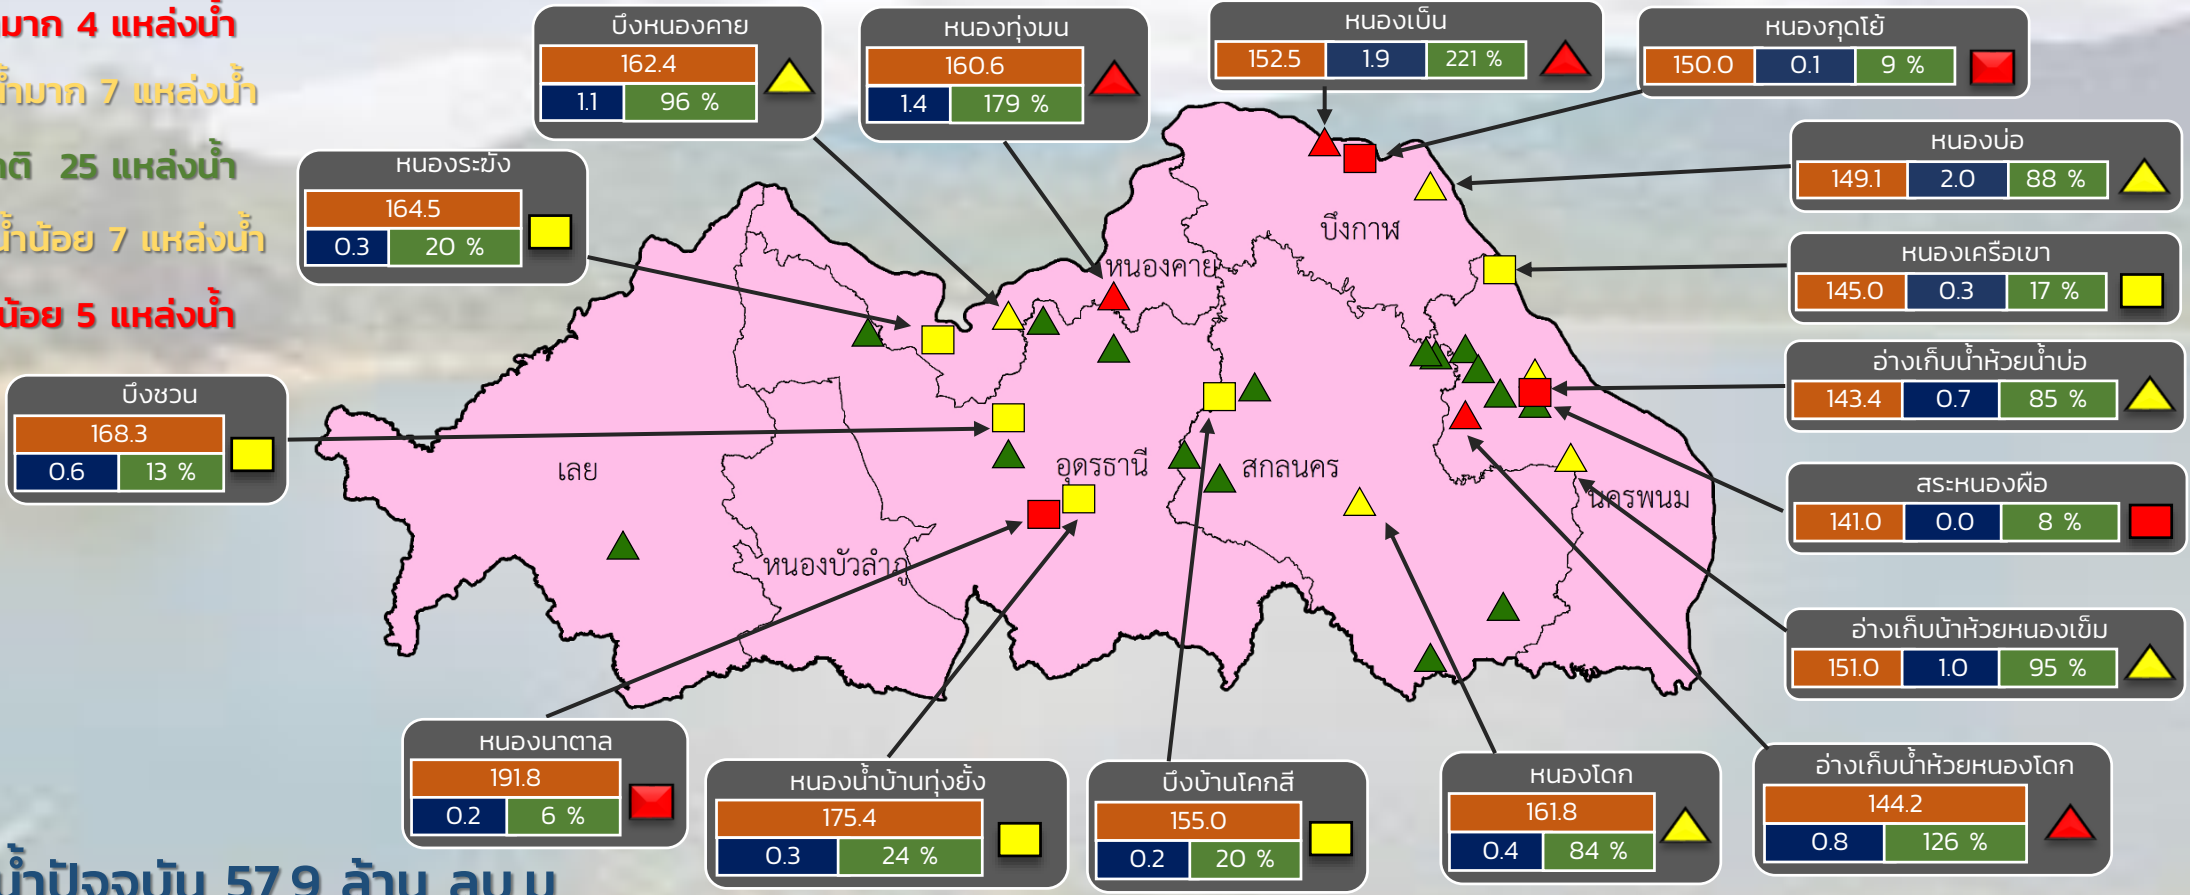 มาก 4 แหล่งน้ำ
น้ำมาก 7 แหล่งน้ำ
25 แหล่งน้ำ
น้ำน้อย 7 แหล่งน้ำ
น้อย 5 แหล่งน้ำ
บึงหนองคาย
162.4
1.1 96 %
หนองทุ่งมน
160.6
1.4 179 %
หนองเบ็น
152.5 1.9 221 %
หนองกุดโย้
150.0 0.1 9 %
หนองระฆัง
164.5
0.3 20 %
หนองบ่อ
149.1 2.0 88 %
หนองเครือเขา
145.0 0.3 17 %
อ่างเก็บน้ำห้วยน้ำบ่อ
143.4 0.7 85 %
บึงชวน
168.3
0.6 13 %
สระหนองผือ
141.0 0.0 8 %
อ่างเก็บน้าห้วยหนองเข็ม
151.0 1.0 95 %
บึงกาฬ
หนองคาย
เลย
อุดรธานี
สกลนคร
นครพนม
หนองบัวลำภู
หนองนาตาล
191.8
0.2 6 %
หนองน้ำบ้านทุ่งยั้ง
175.4
0.3 24 %
บึงบ้านโคกสี
155.0
0.2 20 %
หนองโดก
161.8
0.4 84 %
อ่างเก็บน้ำห้วยหนองโดก
144.2
0.8 126 %
น้ำปัจจุบัน 57.9 ล้าน ลบ.ม